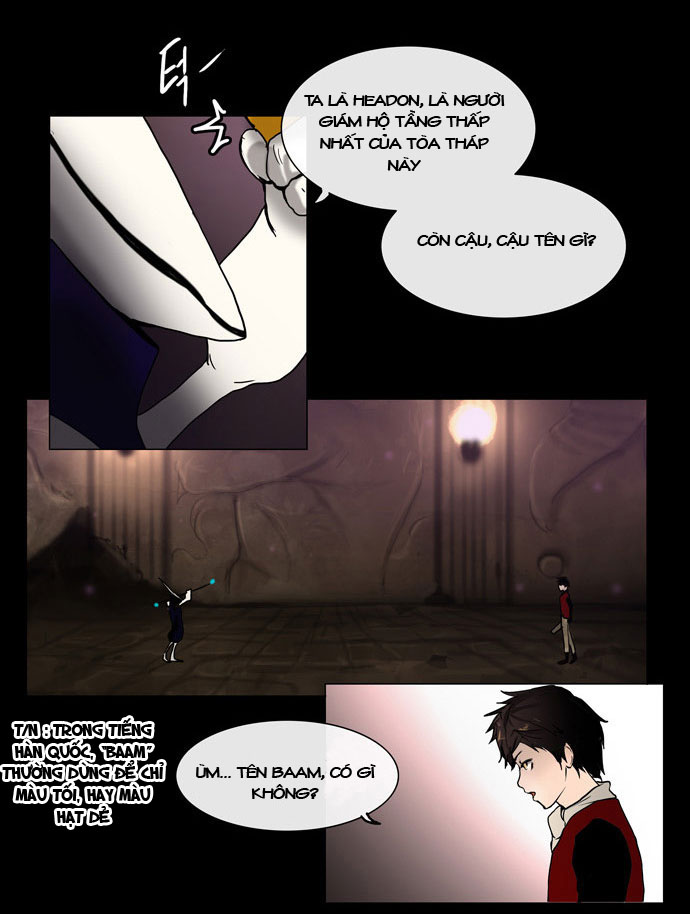 턱
TA LÀ HEADON, LÀ NGƯỜI
GIÁM HỘ TẦNG THẤP
NHẤT CỦA TÒA THÁP
NÀY
CÒN CẬU, CẬU TÊN GÌ?
T/N : TRONG TIẾNG
HÀN QUỐC, "BAAM"
THƯỜNG DÙNG ĐỂ CHỈ
MÀU TỐI, HAY MÀU
HẠT DẺ
ÙM... TÊN BAAM, CÓ GÌ
KHÔNG?